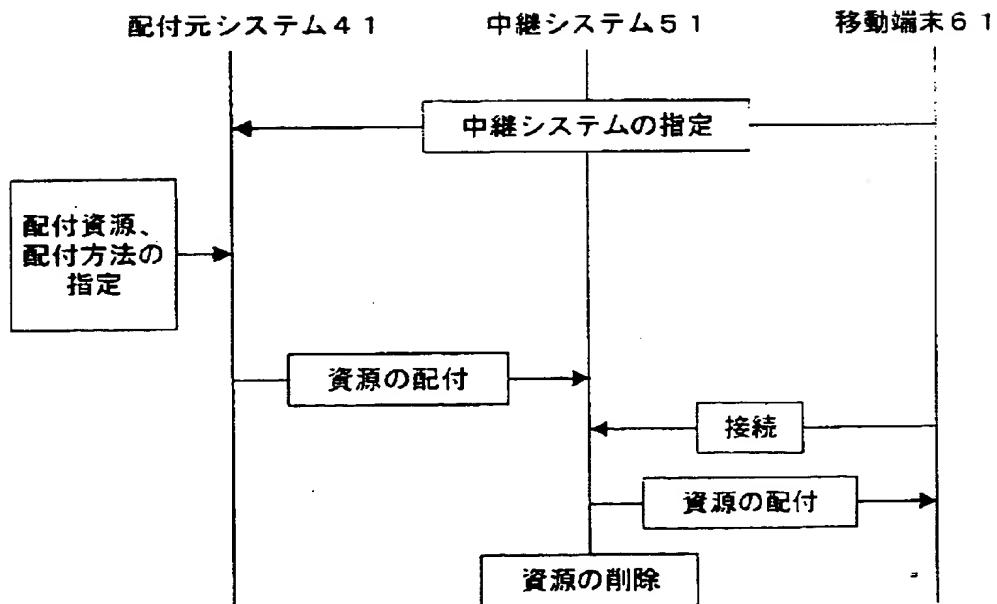 配付元システム４１
中継システム５１
移動端末６１
中継システムの指定
配付資源、
配付方法の
指定
資源の配付
接続
資源の配付
資源の削除